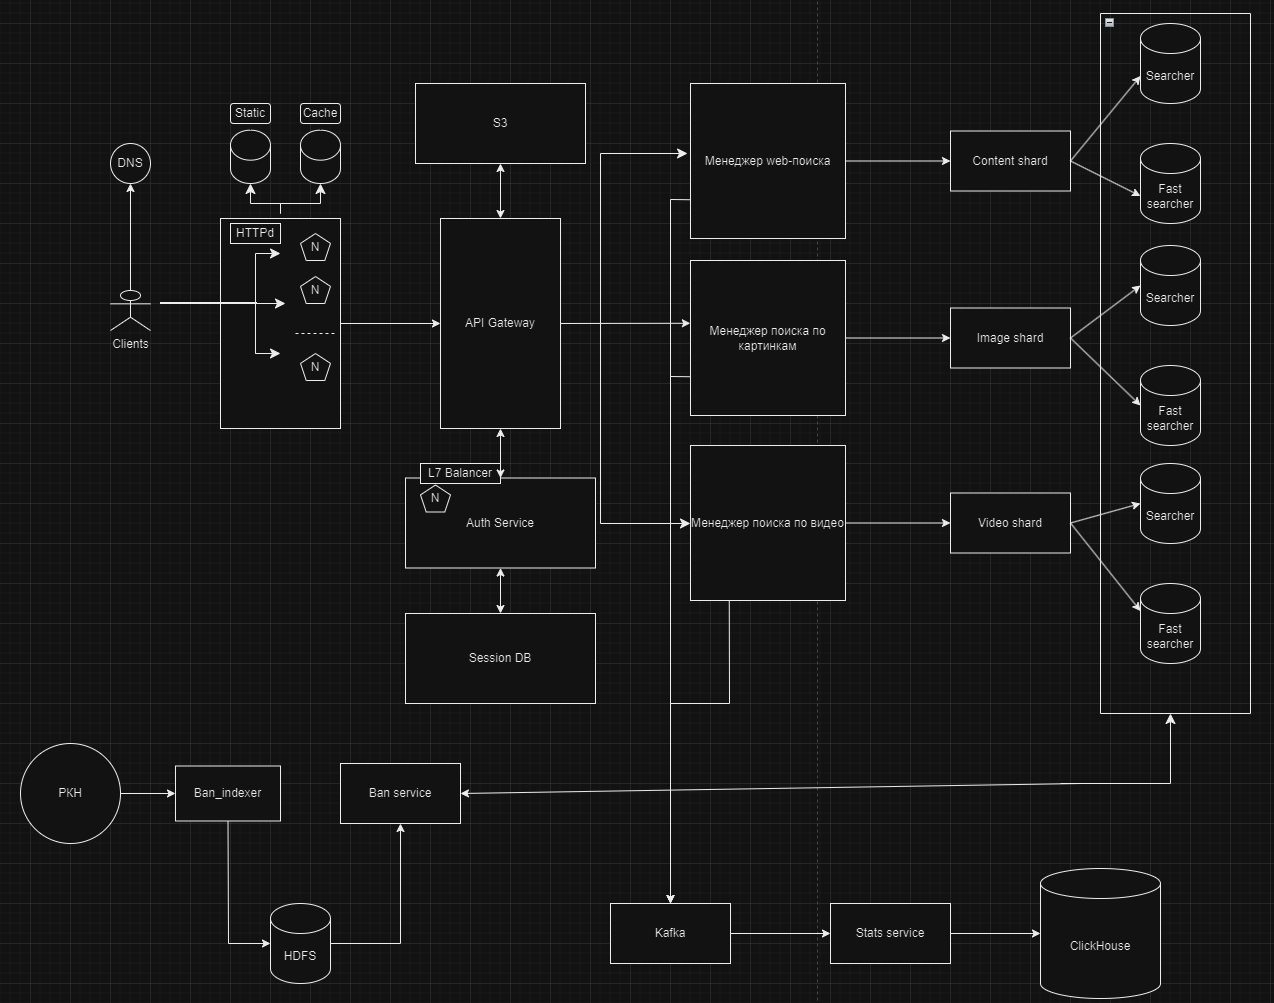 Searcher
Static
Cache
S3
DNS
Менеджер web-поиска
Content shard
Fast
searcher
HTTPd
N
N
N
Clients
API Gateway
Менеджер поиска по
картинкам
Image shard
Searcher
Fast
searcher
L7 Balancer
N
Auth Service
Менеджер поиска по видео
Video shard
Searcher
Fast
searcher
Session DB
РКН
Ban_indexer
Ban service
HDFS
Kafka
Stats service
ClickHouse